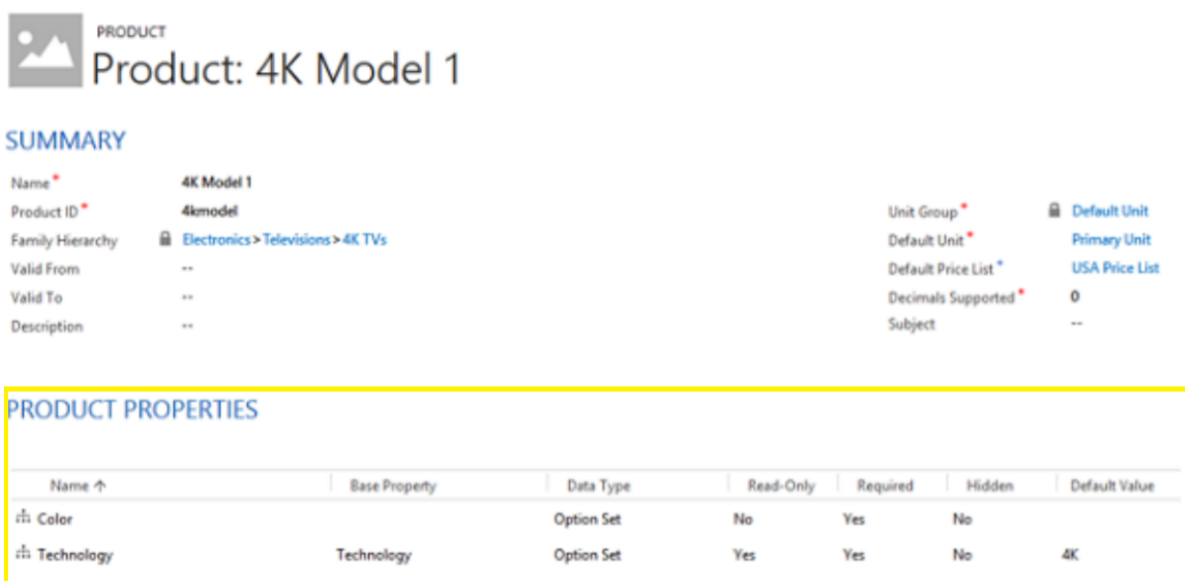 PRODUCT
Product: 4K Model 1
SUMMARY
Name * 4K Model 1
Product ID * 4kmodel Unit Group * Default Unit
Family Hierarchy Electronics > Televisions > 4K TVs Default Unit * Primary Unit
Valid From -- Default Price List * USA Price List
Valid To -- Decimals Supported * 0
Description -- Subject --
PRODUCT PROPERTIES
Name ↑ Base Property Data Type Read-Only Required Hidden Default Value
Color Option Set No Yes No
Technology Technology Option Set Yes Yes No 4K